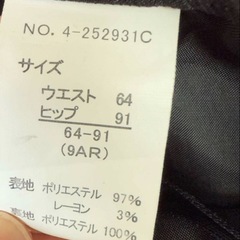 NO. 4-252931C
サイズ
ウエスト 64
ヒップ 91
64-91
(9AR)
表地 ポリエステル 97%
レーヨン 3%
表地 ポリエステル 100%